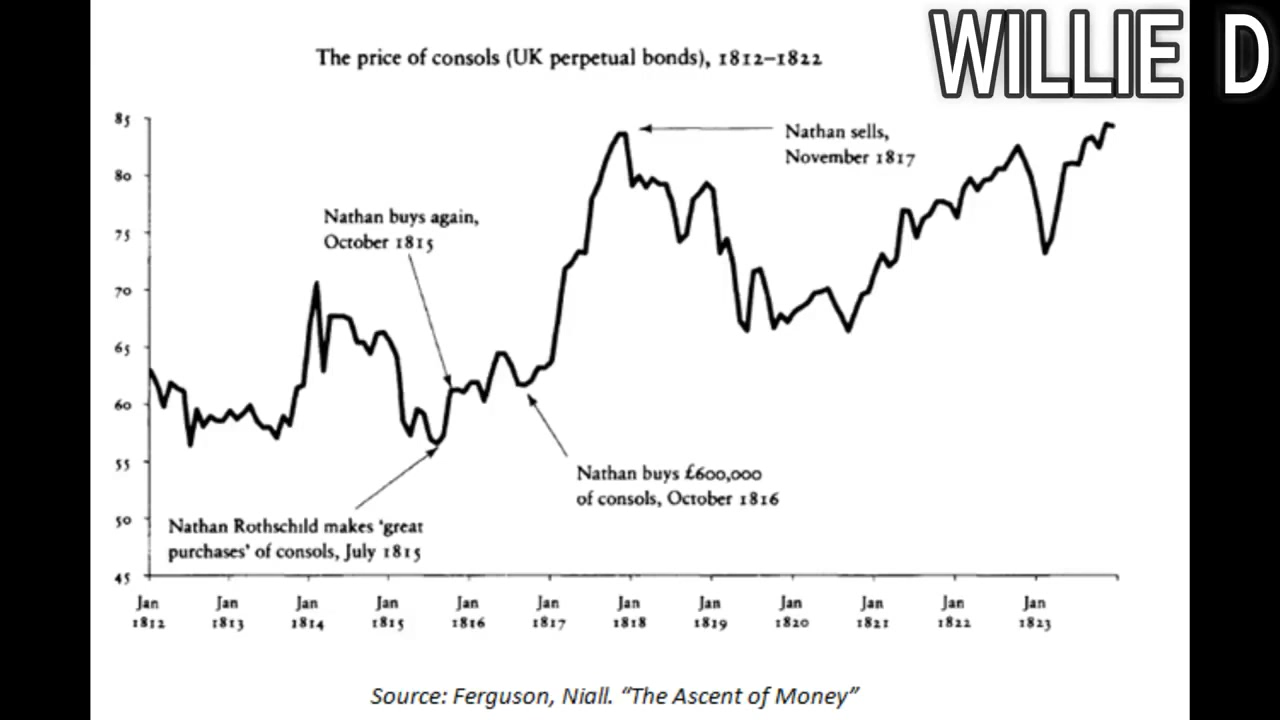 WILLIE D
The price of consols (UK perpetual bonds), 1812–1822
85
Nathan sells,
November 1817
80
Nathan buys again,
October 1815
75
70
65
60
55
Nathan buys £600,000
of consols, October 1816
50
Nathan Rothschild makes ‘great
purchases’ of consols, July 1815
45
Jan Jan Jan Jan Jan Jan Jan Jan Jan Jan Jan Jan
1812 1813 1814 1815 1816 1817 1818 1819 1820 1821 1822 1823
Source: Ferguson, Niall. “The Ascent of Money”